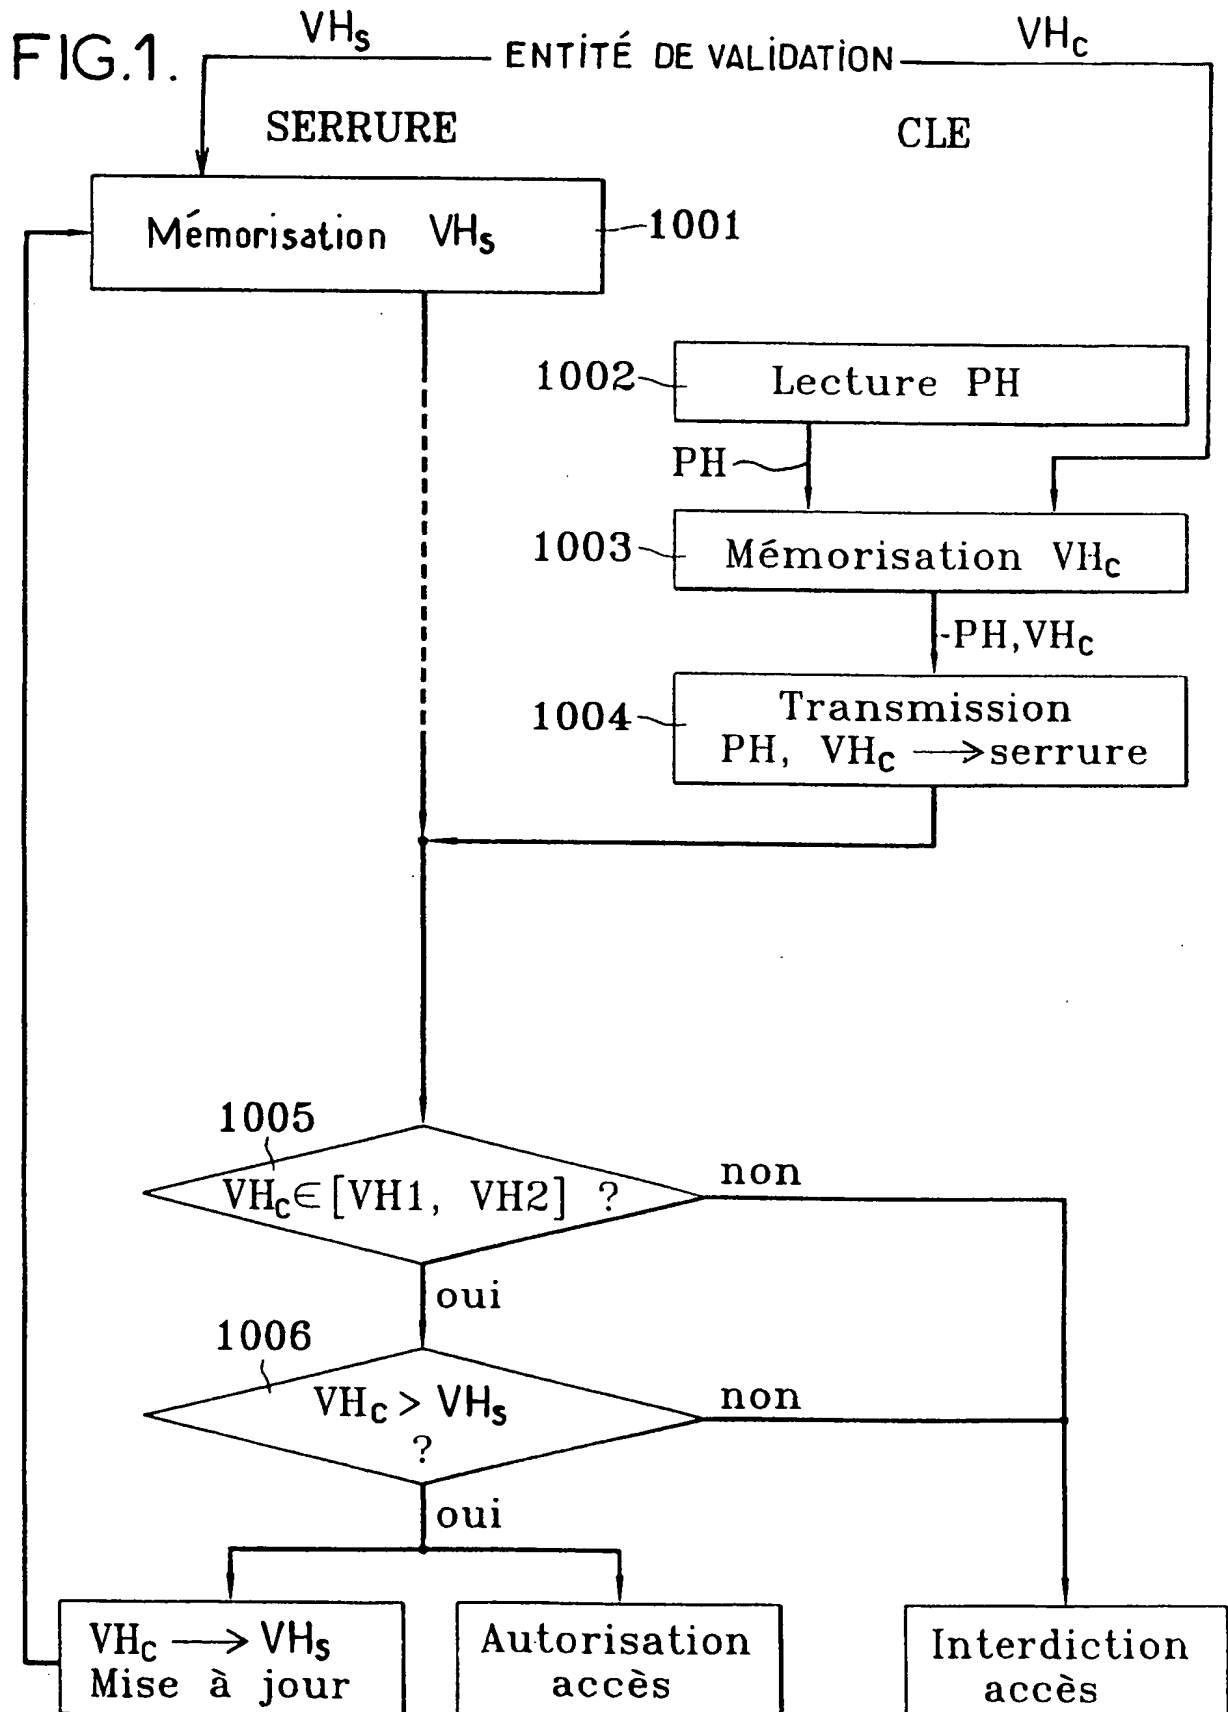 FIG.1.
VHs
ENTITÉ DE VALIDATION
VHc
SERRURE
CLE
Mémorisation VHs
1001
1002
Lecture PH
PH
1003
Mémorisation VHc
PH,VHc
1004
Transmission
PH, VHc → serrure
1005
VHc ∈ [VH1, VH2] ?
non
oui
1006
VHc > VHs
?
non
oui
VHc → VHs
Mise à jour
Autorisation
accès
Interdiction
accès